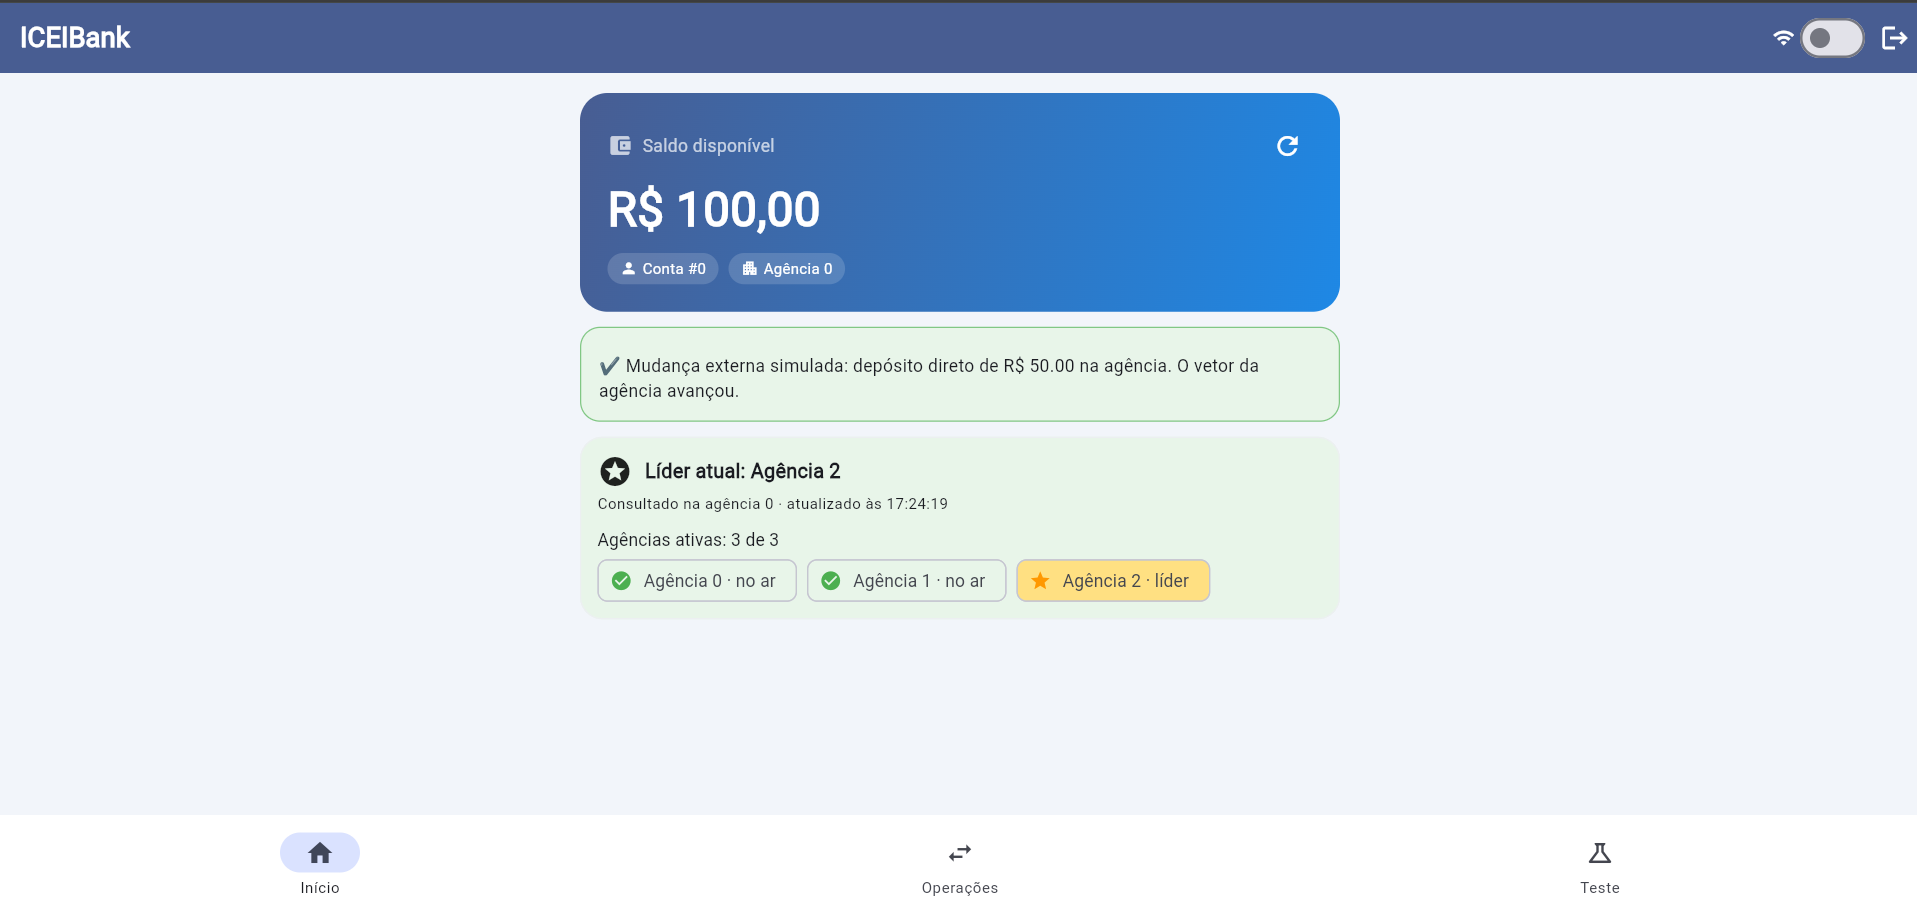 ICEIBank
Saldo disponível
R$ 100,00
Conta #0
Agência 0
✔ Mudança externa simulada: depósito direto de R$ 50.00 na agência. O vetor da
agência avançou.
Líder atual: Agência 2
Consultado na agência 0 · atualizado às 17:24:19
Agências ativas: 3 de 3
Agência 0 · no ar
Agência 1 · no ar
Agência 2 · líder
Início
Operações
Teste